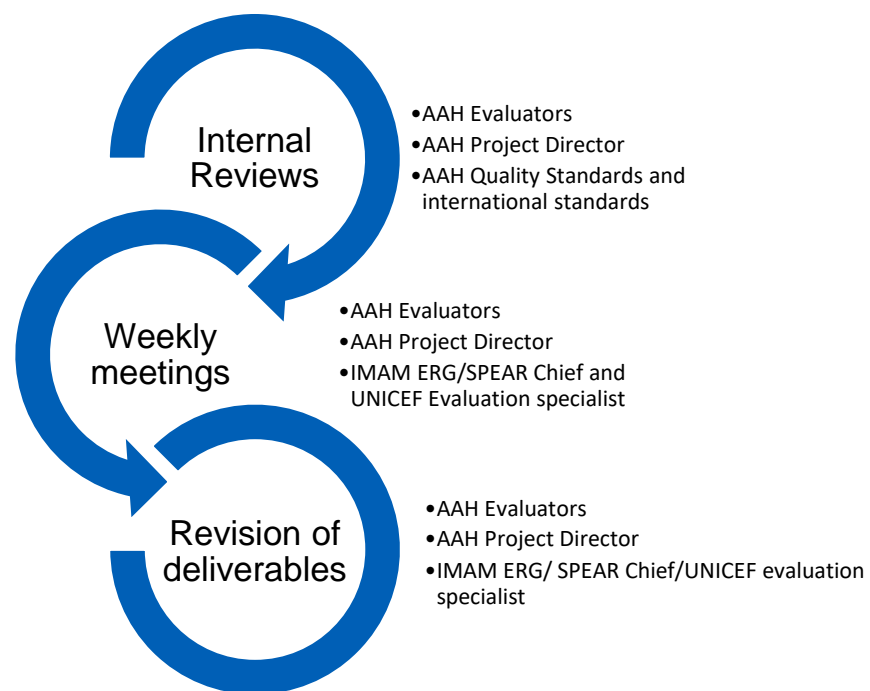 Internal
Reviews
•AAH Evaluators
•AAH Project Director
•AAH Quality Standards and
international standards
Weekly
meetings
•AAH Evaluators
•AAH Project Director
•IMAM ERG/SPEAR Chief and
UNICEF Evaluation specialist
Revision of
deliverables
•AAH Evaluators
•AAH Project Director
•IMAM ERG/ SPEAR Chief/UNICEF evaluation
specialist